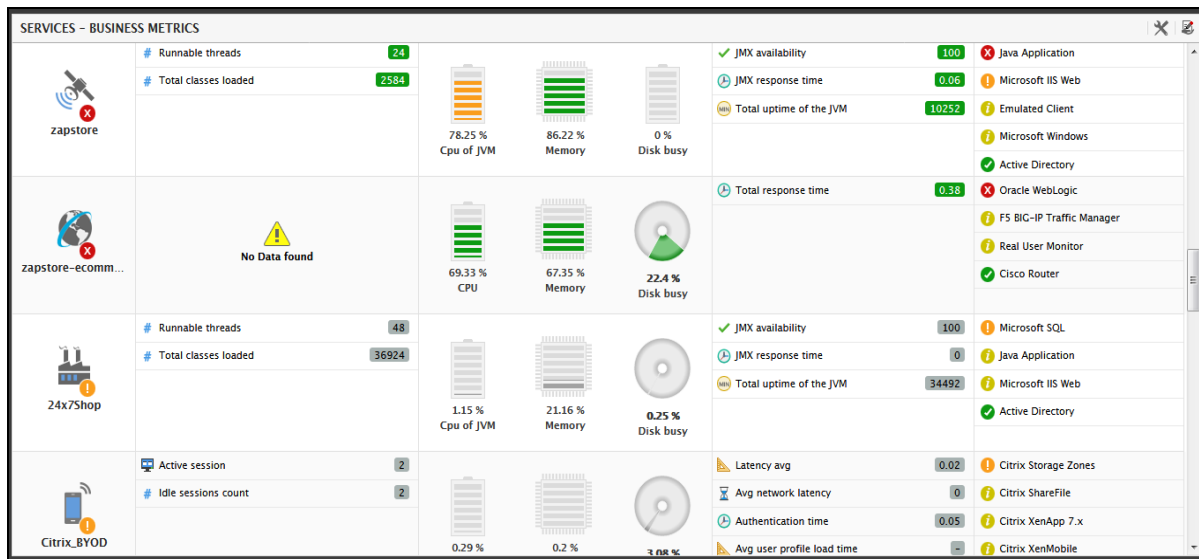 SERVICES – BUSINESS METRICS
zapstore
# Runnable threads 24
# Total classes loaded 2584
78.25 %
Cpu of JVM
86.22 %
Memory
0 %
Disk busy
JMX availability 100
JMX response time 0.06
MIN Total uptime of the JVM 10252
Java Application
Microsoft IIS Web
Emulated Client
Microsoft Windows
Active Directory
zapstore-ecomm...
No Data found
69.33 %
CPU
67.35 %
Memory
22.4 %
Disk busy
Total response time 0.38
Oracle WebLogic
F5 BIG-IP Traffic Manager
Real User Monitor
Cisco Router
24x7Shop
# Runnable threads 48
# Total classes loaded 36924
1.15 %
Cpu of JVM
21.16 %
Memory
0.25 %
Disk busy
JMX availability 100
JMX response time 0
MIN Total uptime of the JVM 34492
Microsoft SQL
Java Application
Microsoft IIS Web
Active Directory
Citrix_BYOD
Active session 2
# Idle sessions count 2
0.29 %
0.2 %
3.08 %
Latency avg 0.02
Avg network latency 0
Authentication time 0.05
Avg user profile load time -
Citrix Storage Zones
Citrix ShareFile
Citrix XenApp 7.x
Citrix XenMobile